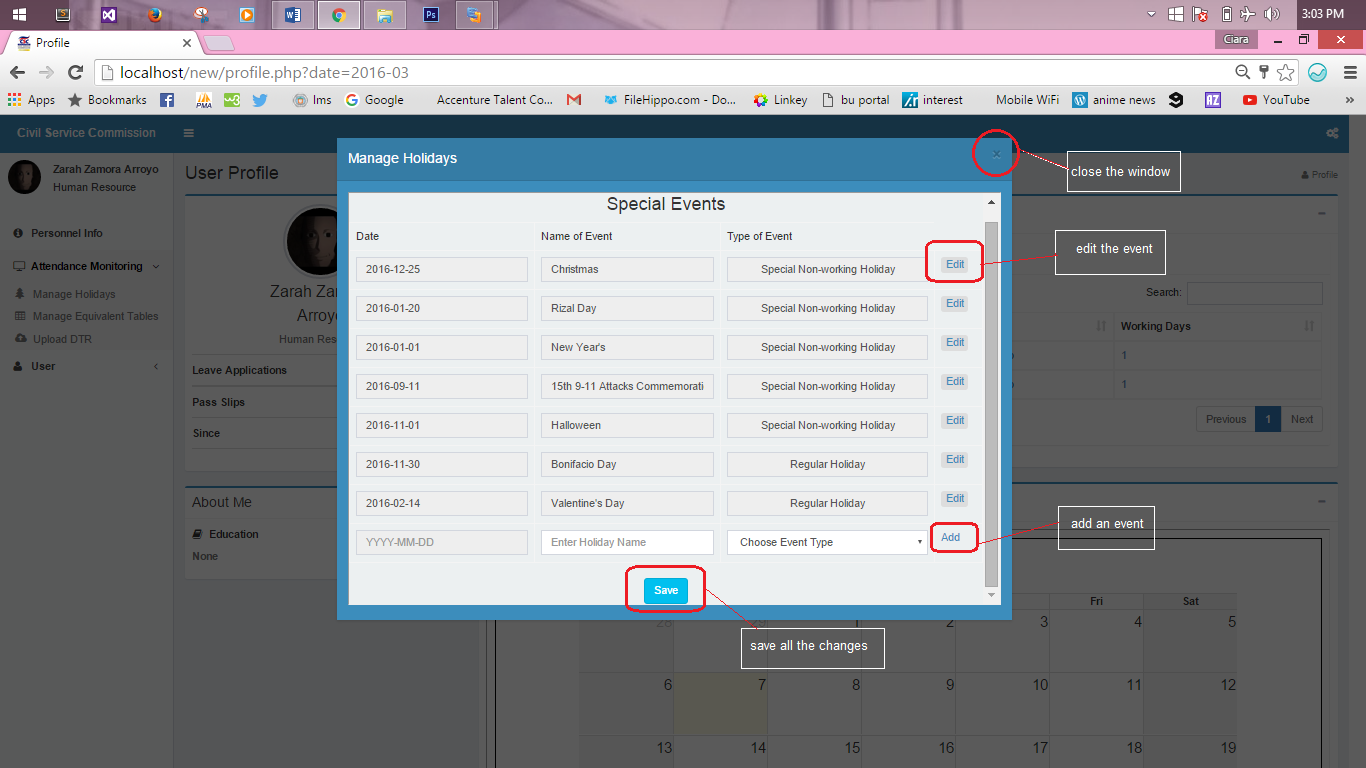 3:03 PM
Profile
Ciara
localhost/new/profile.php?date=2016-03
Apps Bookmarks PMA lms Google Accenture Talent Co... FileHippo.com - Do... Linkey bu portal interest Mobile WiFi anime news AZ YouTube »
Civil Service Commission
Zarah Zamora Arroyo
Human Resource
Personnel Info
Attendance Monitoring
Manage Holidays
Manage Equivalent Tables
Upload DTR
User
User Profile
Profile
Zarah Za
Arroy
Human Res
Leave Applications
Pass Slips
Since
About Me
Education
None
Manage Holidays ×
close the window
Special Events
Date Name of Event Type of Event
2016-12-25 Christmas Special Non-working Holiday Edit
edit the event
2016-01-20 Rizal Day Special Non-working Holiday Edit
2016-01-01 New Year's Special Non-working Holiday Edit
2016-09-11 15th 9-11 Attacks Commemorati Special Non-working Holiday Edit
2016-11-01 Halloween Special Non-working Holiday Edit
2016-11-30 Bonifacio Day Regular Holiday Edit
2016-02-14 Valentine's Day Regular Holiday Edit
YYYY-MM-DD Enter Holiday Name Choose Event Type Add
add an event
Save
save all the changes
Search:
Working Days
1
1
Previous 1 Next
Fri Sat
28 29 1 2 3 4 5
6 7 8 9 10 11 12
13 14 15 16 17 18 19